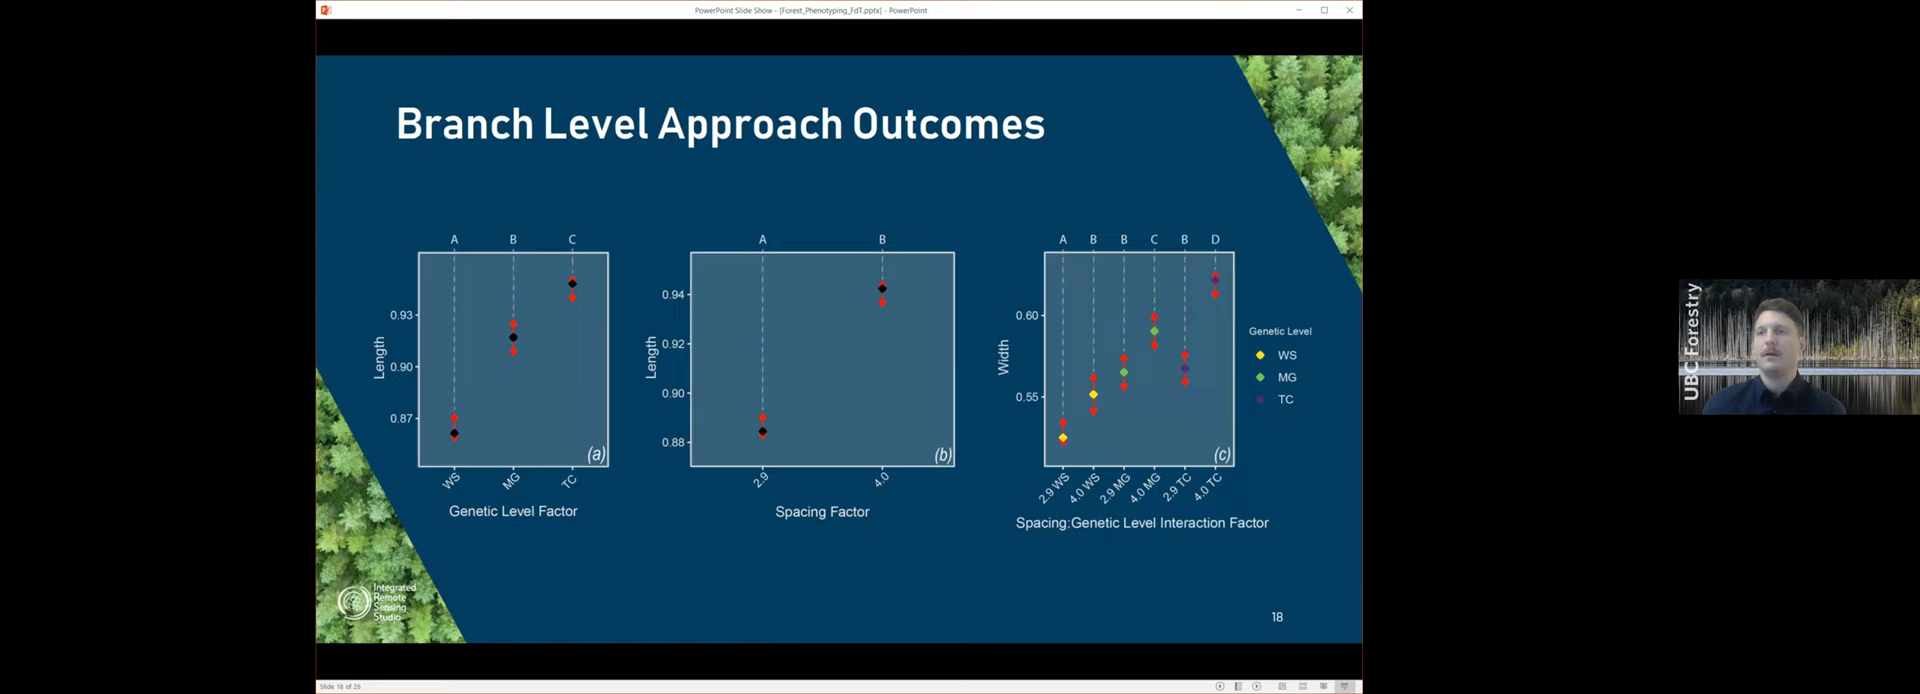 PowerPoint Slide Show - [Forest_Phenotyping_FdT.pptx] - PowerPoint
Branch Level Approach Outcomes
A B C
Length
0.93
0.90
0.87
(a)
WS MG TC
Genetic Level Factor
A B
Length
0.94
0.92
0.90
0.88
(b)
2.9 4.0
Spacing Factor
A B B C B D
Width
0.60
0.55
(c)
2.9 WS 4.0 WS 2.9 MG 4.0 MG 2.9 TC 4.0 TC
Spacing:Genetic Level Interaction Factor
Genetic Level
WS
MG
TC
Integrated
Remote
Sensing
Studio
18
Slide 18 of 26
UBC Forestry